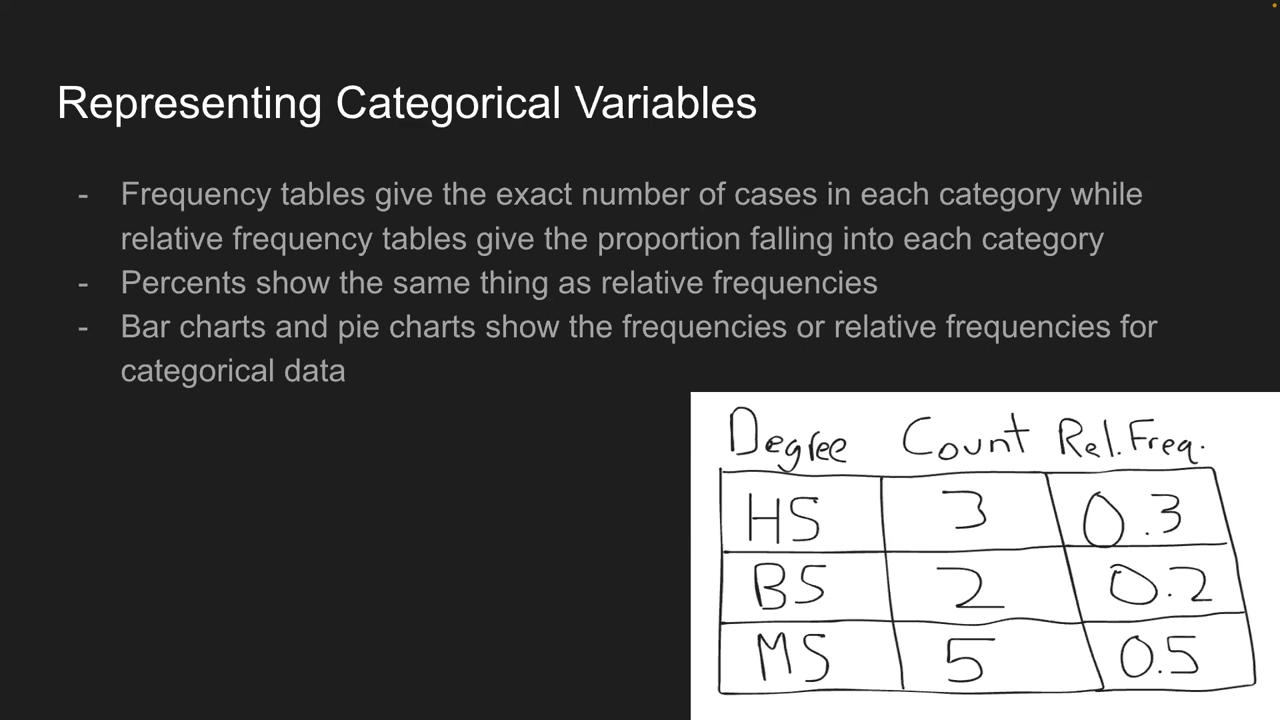 Representing Categorical Variables
- Frequency tables give the exact number of cases in each category while
relative frequency tables give the proportion falling into each category
- Percents show the same thing as relative frequencies
- Bar charts and pie charts show the frequencies or relative frequencies for
categorical data
Degree Count Rel. Freq.
HS 3 0.3
BS 2 0.2
MS 5 0.5